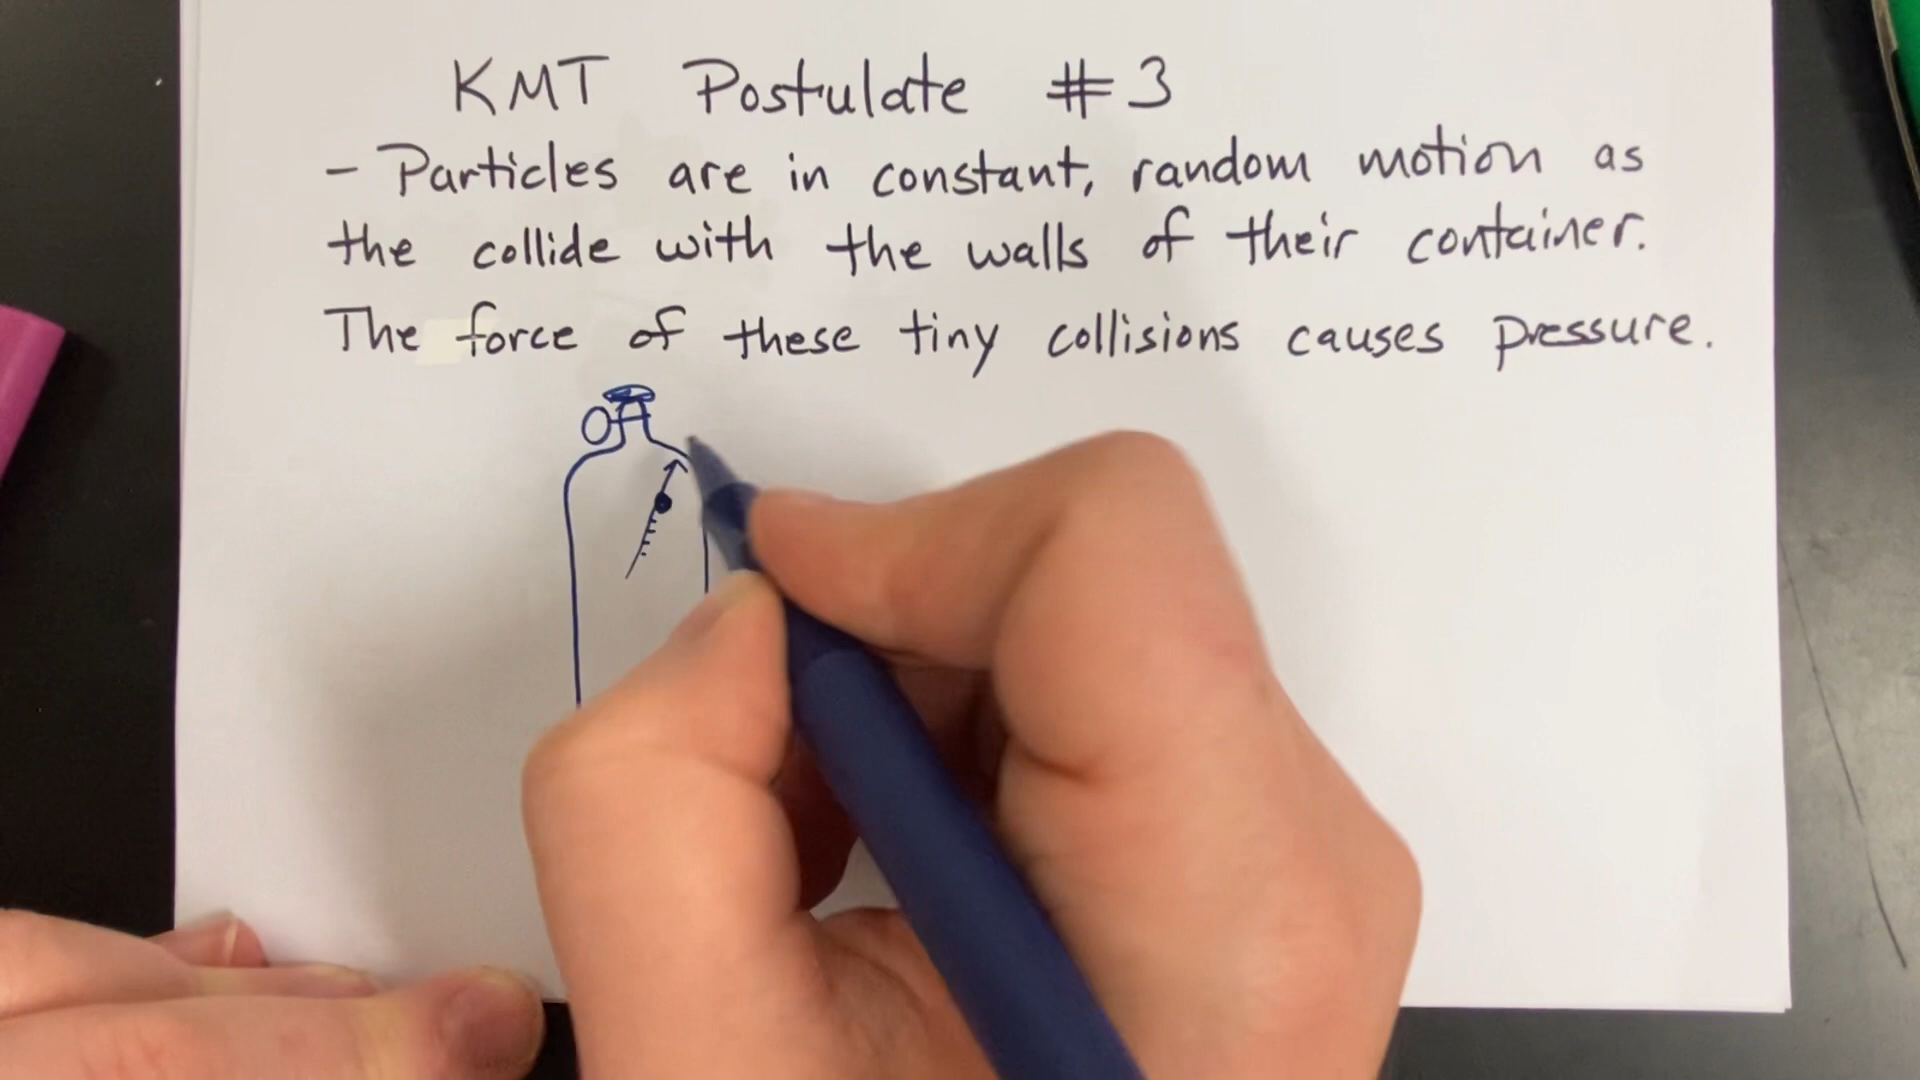 KMT Postulate #3
- Particles are in constant, random motion as
the collide with the walls of their container.
The force of these tiny collisions causes pressure.